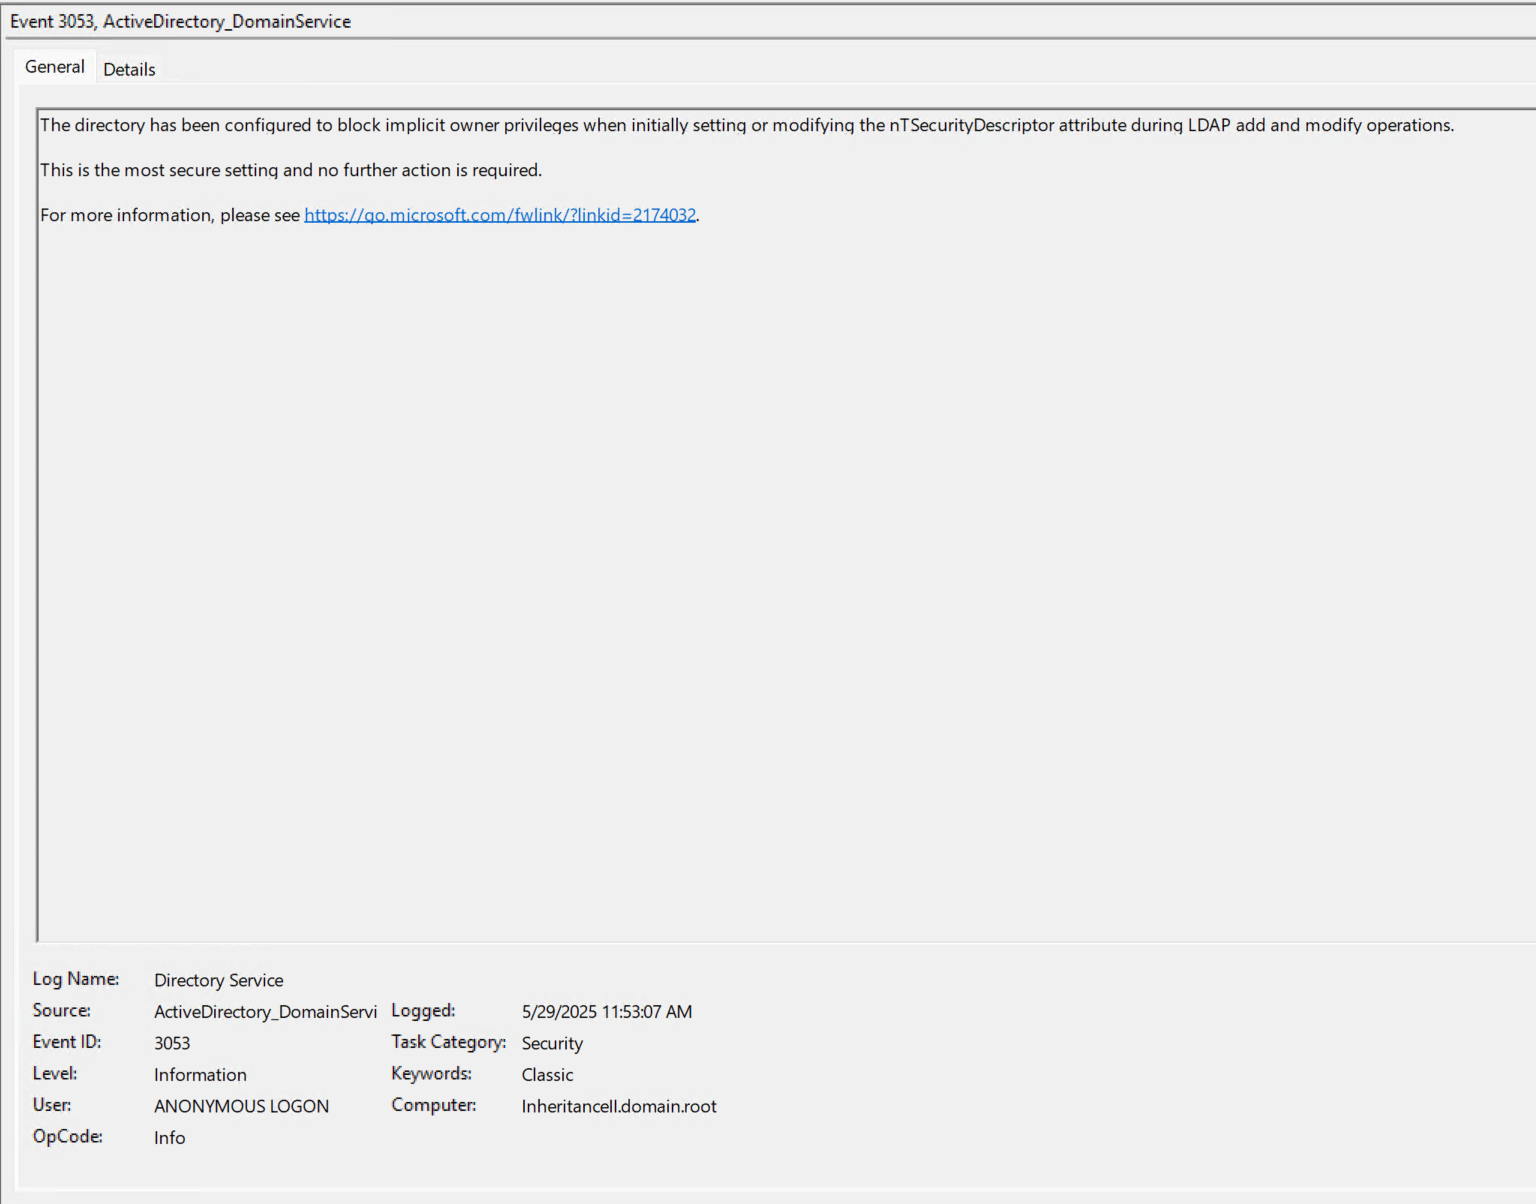 Event 3053, ActiveDirectory_DomainService
General
Details
The directory has been configured to block implicit owner privileges when initially setting or modifying the nTSecurityDescriptor attribute during LDAP add and modify operations.
This is the most secure setting and no further action is required.
For more information, please see https://go.microsoft.com/fwlink/?linkid=2174032.
Log Name: Directory Service
Source: ActiveDirectory_DomainServi Logged: 5/29/2025 11:53:07 AM
Event ID: 3053 Task Category: Security
Level: Information Keywords: Classic
User: ANONYMOUS LOGON Computer: Inheritancell.domain.root
OpCode: Info